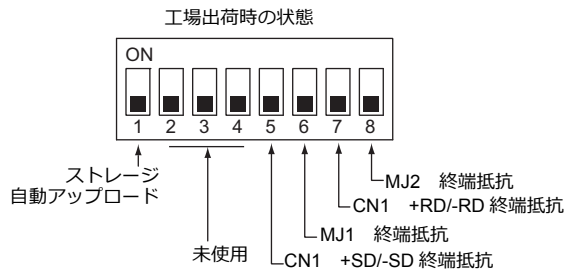 工場出荷時の状態
ON
1 2 3 4 5 6 7 8
ストレージ
自動アップロード
未使用
MJ2 終端抵抗
CN1 +RD/-RD 終端抵抗
MJ1 終端抵抗
CN1 +SD/-SD 終端抵抗